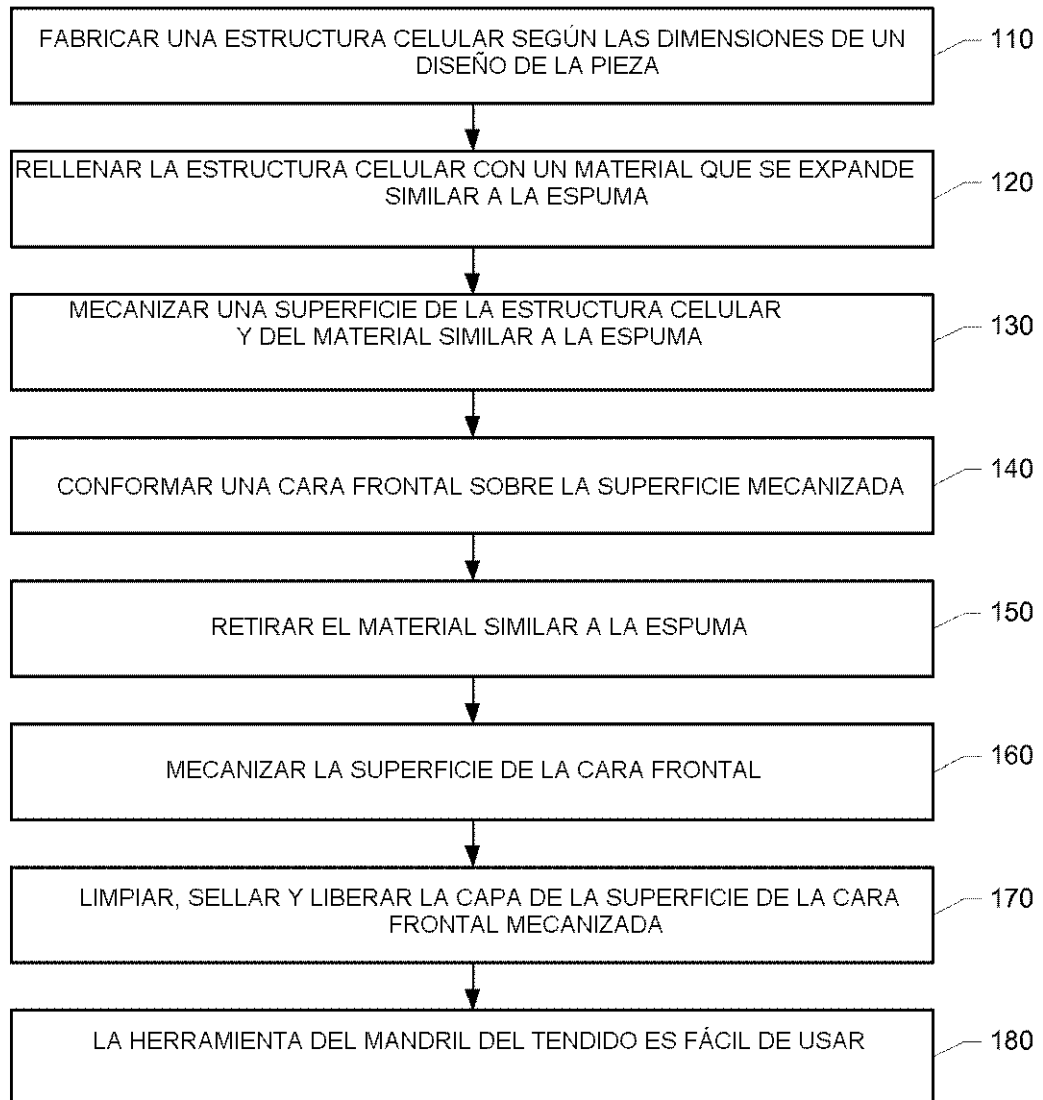 FABRICAR UNA ESTRUCTURA CELULAR SEGÚN LAS DIMENSIONES DE UN
DISEÑO DE LA PIEZA
110
RELLENAR LA ESTRUCTURA CELULAR CON UN MATERIAL QUE SE EXPANDE
SIMILAR A LA ESPUMA
120
MECANIZAR UNA SUPERFICIE DE LA ESTRUCTURA CELULAR
Y DEL MATERIAL SIMILAR A LA ESPUMA
130
CONFORMAR UNA CARA FRONTAL SOBRE LA SUPERFICIE MECANIZADA
140
RETIRAR EL MATERIAL SIMILAR A LA ESPUMA
150
MECANIZAR LA SUPERFICIE DE LA CARA FRONTAL
160
LIMPIAR, SELLAR Y LIBERAR LA CAPA DE LA SUPERFICIE DE LA CARA
FRONTAL MECANIZADA
170
LA HERRAMIENTA DEL MANDRIL DEL TENDIDO ES FÁCIL DE USAR
180